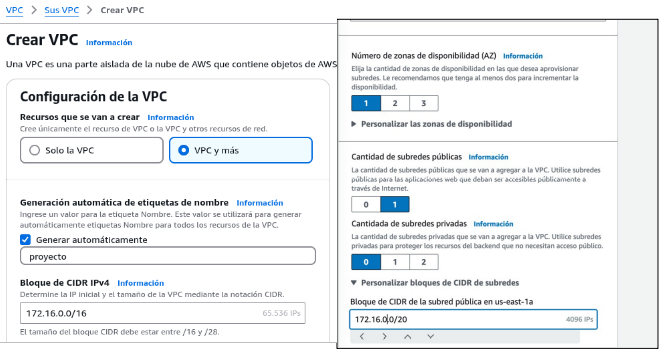 VPC > Sus VPC > Crear VPC
Crear VPC Información
Una VPC es una parte aislada de la nube de AWS que contiene objetos de AWS
Configuración de la VPC
Recursos que se van a crear Información
Cree únicamente el recurso de VPC o la VPC y otros recursos de red.
Solo la VPC
VPC y más
Generación automática de etiquetas de nombre Información
Ingrese un valor para la etiqueta Nombre. Este valor se utilizará para generar
automáticamente etiquetas Nombre para todos los recursos de la VPC.
Generar automáticamente
proyecto
Bloque de CIDR IPv4 Información
Determine la IP inicial y el tamaño de la VPC mediante la notación CIDR.
172.16.0.0/16 65.536 IPs
El tamaño del bloque CIDR debe estar entre /16 y /28.
Número de zonas de disponibilidad (AZ) Información
Elija la cantidad de zonas de disponibilidad en las que desea aprovisionar
subredes. Le recomendamos que tenga al menos dos para incrementar la
disponibilidad.
1 2 3
Personalizar las zonas de disponibilidad
Cantidad de subredes públicas Información
La cantidad de subredes públicas que se van a agregar a la VPC. Utilice subredes
públicas para las aplicaciones web que deban ser accesibles públicamente a
través de Internet.
0 1
Cantidada de subredes privadas Información
La cantidad de subredes privadas que se van a agregar a la VPC. Utilice subredes
privadas para proteger los recursos del backend que no necesitan acceso público.
0 1 2
Personalizar bloques de CIDR de subredes
Bloque de CIDR de la subred pública en us-east-1a
172.16.0.0/20 4096 IPs